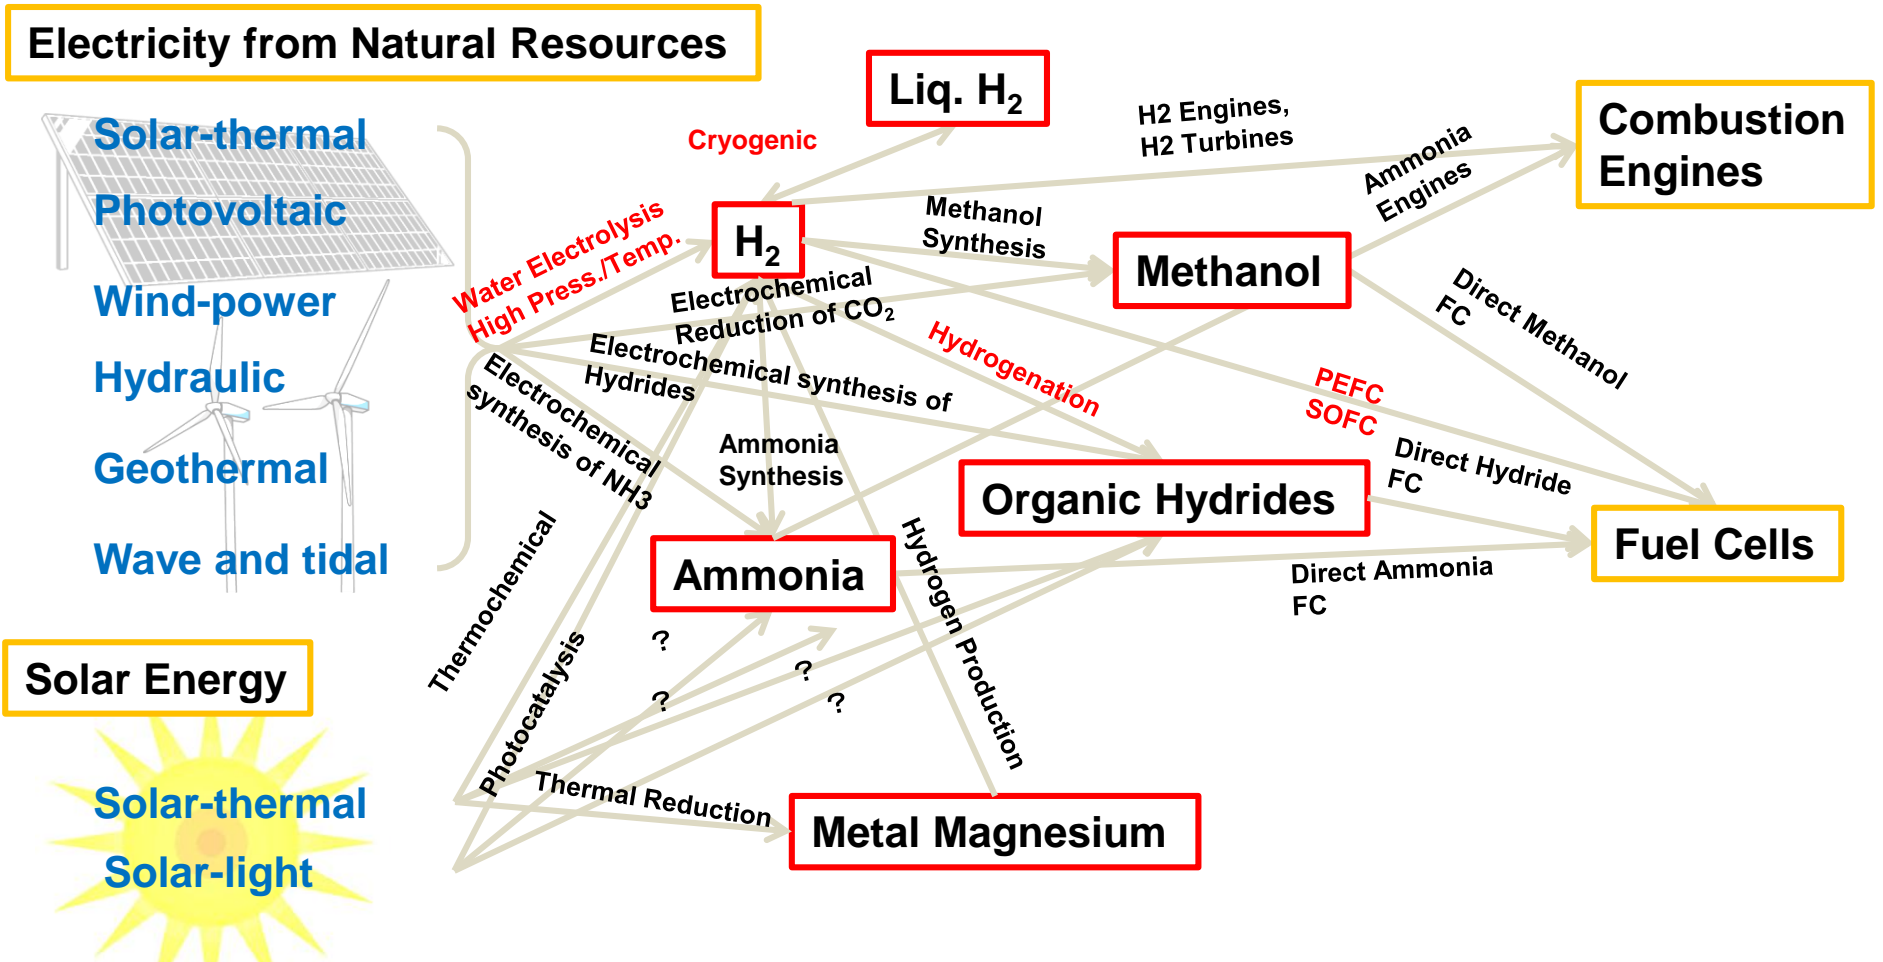 Electricity from Natural Resources
Solar-thermal
Photovoltaic
Wind-power
Hydraulic
Geothermal
Wave and tidal
Solar Energy
Solar-thermal
Solar-light
Liq. H₂
Cryogenic
H₂
Water Electrolysis
High Press./Temp.
H2 Engines,
H2 Turbines
Ammonia
Engines
Combustion
Engines
Methanol
Synthesis
Methanol
Electrochemical
Reduction of CO₂
Electrochemical synthesis of
Hydrides
Electrochemical
synthesis of NH3
Hydrogenation
Direct Methanol
FC
PEFC
SOFC
Direct Hydride
FC
Ammonia
Synthesis
Organic Hydrides
Fuel Cells
Ammonia
Direct Ammonia
FC
Thermochemical
Photocatalysis
?
?
?
?
Hydrogen Production
Thermal Reduction
Metal Magnesium